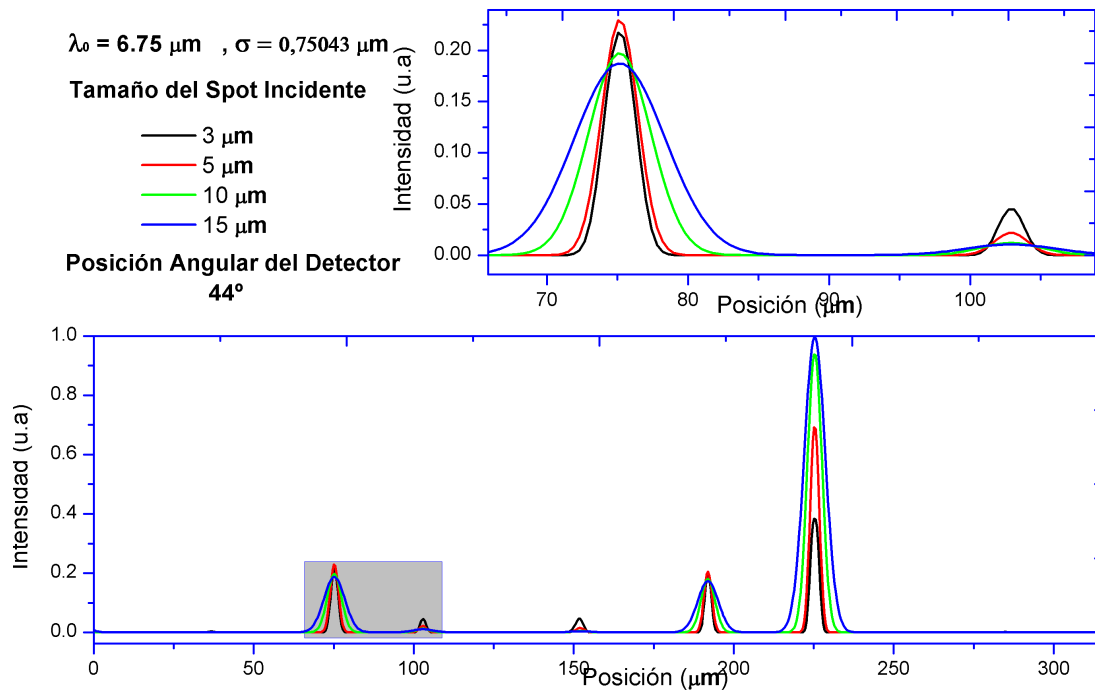 λ₀ = 6.75 µm , σ = 0,75043 µm
Tamaño del Spot Incidente
3 µm
5 µm
10 µm
15 µm
Posición Angular del Detector
44º
Intensidad (u.a)
0.20
0.15
0.10
0.05
0.00
70 80 90 100
Posición (µm)
Intensidad (u.a)
1.0
0.8
0.6
0.4
0.2
0.0
0 50 100 150 200 250 300
Posición (µm)